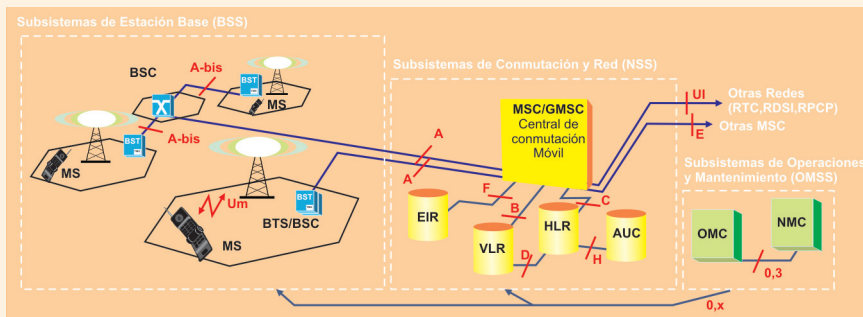 Subsistemas de Estación Base (BSS)
BSC
A-bis
BST
MS
A-bis
BST
MS
Um
MS
BST
BTS/BSC
A
A
Subsistemas de Conmutación y Red (NSS)
MSC/GMSC
Central de
conmutación
Móvil
F
B
C
D
H
EIR
VLR
HLR
AUC
UI
Otras Redes
(RTC,RDSI,RPCP)
E
Otras MSC
Subsistemas de Operaciones
y Mantenimiento (OMSS)
OMC
NMC
0,3
0,x